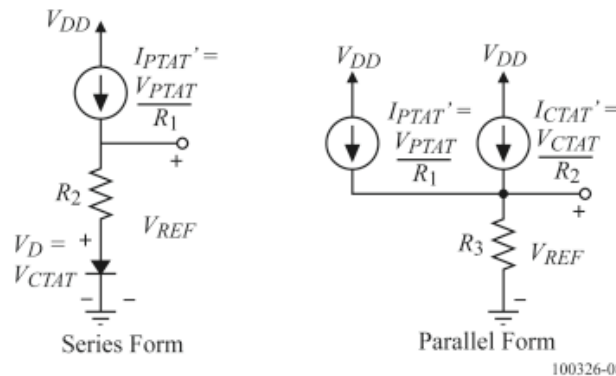 V_DD
I_PTAT' =
V_PTAT
R_1
+
R_2
V_REF
V_D = +
V_CTAT
− −
Series Form
V_DD V_DD
I_PTAT' =
V_PTAT
R_1
I_CTAT' =
V_CTAT
R_2
+
R_3 V_REF
−
Parallel Form
100326-0